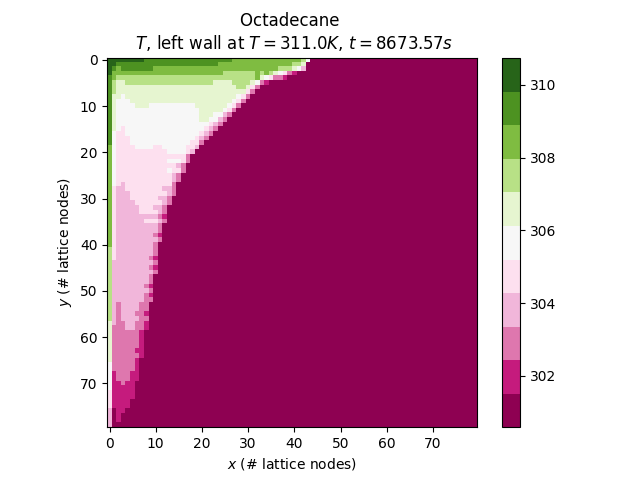 Octadecane
T, left wall at T = 311.0K, t = 8673.57s
0
10
20
30
40
50
60
70
y (# lattice nodes)
0 10 20 30 40 50 60 70
x (# lattice nodes)
310
308
306
304
302